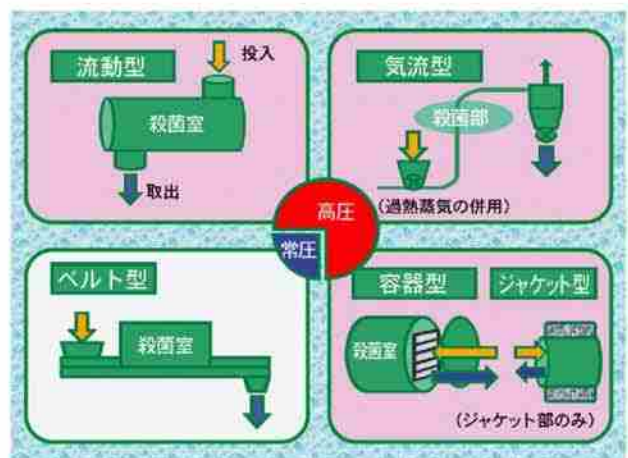 流動型
投入
殺菌室
取出
気流型
殺菌部
(過熱蒸気の併用)
高圧
常圧
ベルト型
殺菌室
容器型
ジャケット型
殺菌室
(ジャケット部のみ)